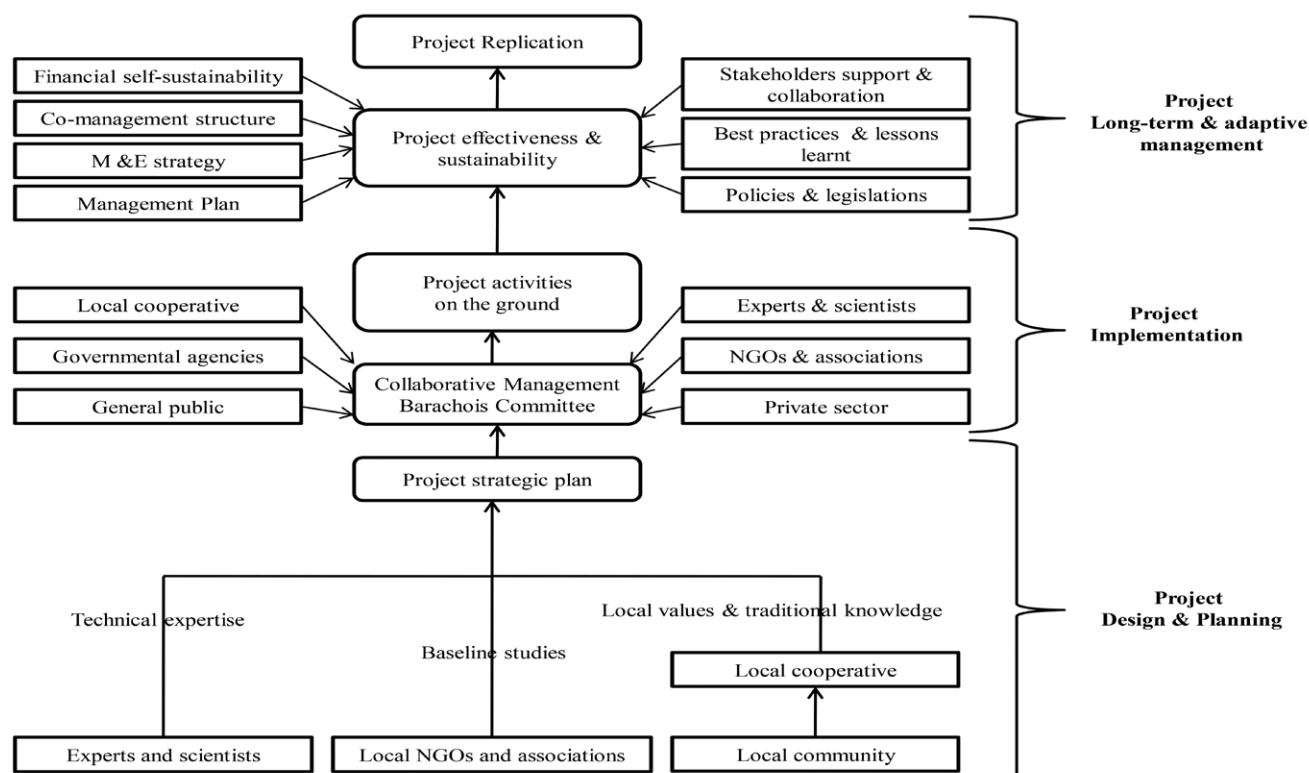 Project Replication
Financial self-sustainability
Co-management structure
M &E strategy
Management Plan
Project effectiveness &
sustainability
Stakeholders support &
collaboration
Best practices & lessons
learnt
Policies & legislations
Project
Long-term & adaptive
management
Project activities
on the ground
Local cooperative
Governmental agencies
General public
Collaborative Management
Barachois Committee
Experts & scientists
NGOs & associations
Private sector
Project
Implementation
Project strategic plan
Technical expertise
Baseline studies
Local values & traditional knowledge
Local cooperative
Experts and scientists
Local NGOs and associations
Local community
Project
Design & Planning